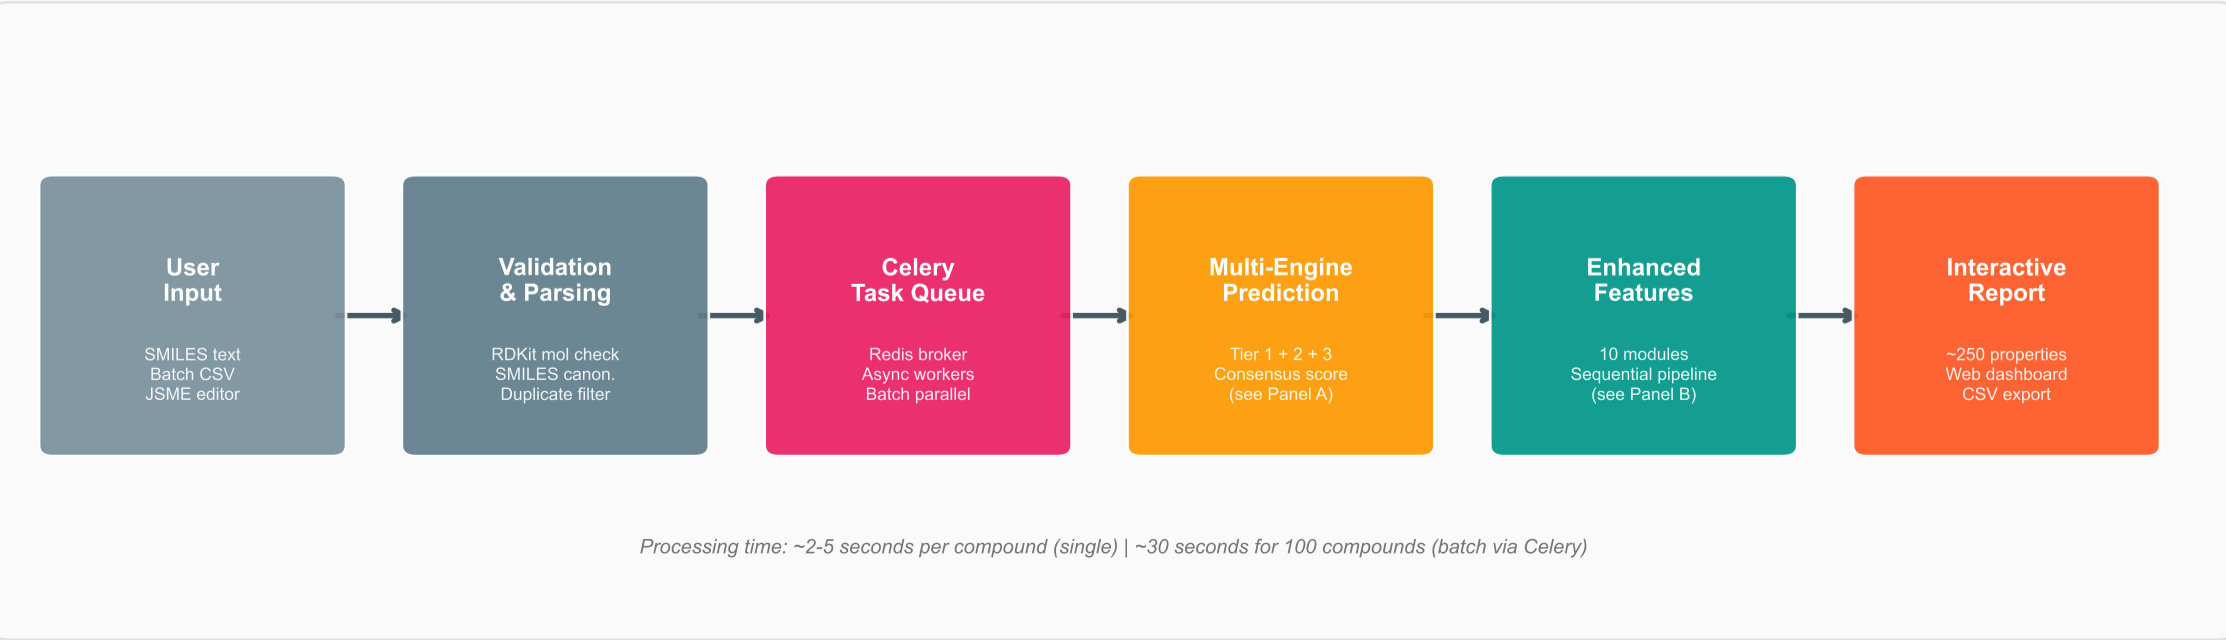 User
Input
SMILES text
Batch CSV
JSME editor
Validation
& Parsing
RDKit mol check
SMILES canon.
Duplicate filter
Celery
Task Queue
Redis broker
Async workers
Batch parallel
Multi-Engine
Prediction
Tier 1 + 2 + 3
Consensus score
(see Panel A)
Enhanced
Features
10 modules
Sequential pipeline
(see Panel B)
Interactive
Report
~250 properties
Web dashboard
CSV export
Processing time: ~2-5 seconds per compound (single) | ~30 seconds for 100 compounds (batch via Celery)